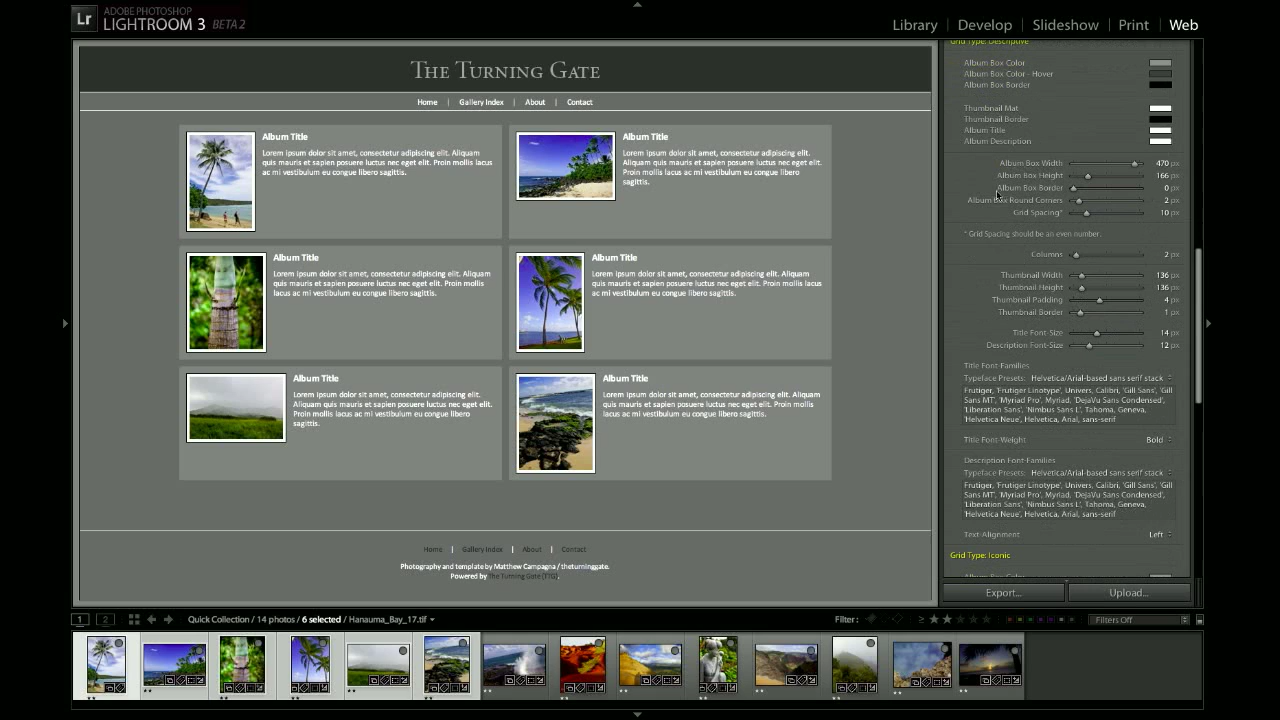 Lr
ADOBE PHOTOSHOP
LIGHTROOM 3 BETA 2
Library | Develop | Slideshow | Print | Web
THE TURNING GATE
Home | Gallery Index | About | Contact
Album Title
Lorem ipsum dolor sit amet, consectetur adipiscing elit. Aliquam
quis mauris et sapien posuere luctus nec eget elit. Proin mollis
lacus at mi vestibulum eu congue libero sagittis.
Album Title
Lorem ipsum dolor sit amet, consectetur adipiscing elit.
Aliquam quis mauris et sapien posuere luctus nec eget elit.
Proin mollis lacus at mi vestibulum eu congue libero
sagittis.
Album Title
Lorem ipsum dolor sit amet, consectetur adipiscing elit.
Aliquam quis mauris et sapien posuere luctus nec eget elit. Proin mollis
lacus at mi vestibulum eu congue libero sagittis.
Album Title
Lorem ipsum dolor sit amet, consectetur adipiscing elit.
Aliquam quis mauris et sapien posuere luctus nec eget elit.
Proin mollis lacus at mi vestibulum eu congue libero sagittis.
Album Title
Lorem ipsum dolor sit amet, consectetur adipiscing elit.
Aliquam quis mauris et sapien posuere luctus nec eget elit.
Proin mollis lacus at mi vestibulum eu congue libero
sagittis.
Album Title
Lorem ipsum dolor sit amet, consectetur adipiscing elit.
Aliquam quis mauris et sapien posuere luctus nec eget elit.
Proin mollis lacus at mi vestibulum eu congue libero
sagittis.
Home | Gallery Index | About | Contact
Photography and template by Matthew Campagna / theturninggate.
Powered by The Turning Gate (TTG).
Grid Type: Descriptive
Album Box Color
Album Box Color - Hover
Album Box Border
Thumbnail Mat
Thumbnail Border
Album Title
Album Description
Album Box Width 470 px
Album Box Height 166 px
Album Box Border 0 px
Album Box Round Corners 2 px
Grid Spacing* 10 px
* Grid Spacing should be an even number.
Columns 2 px
Thumbnail Width 136 px
Thumbnail Height 136 px
Thumbnail Padding 4 px
Thumbnail Border 1 px
Title Font-Size 14 px
Description Font-Size 12 px
Title Font-Families
Typeface Presets: Helvetica/Arial-based sans serif stack
Frutiger, 'Frutiger Linotype', Univers, Calibri, 'Gill Sans', 'Gill
Sans MT', 'Myriad Pro', Myriad, 'DejaVu Sans Condensed',
'Liberation Sans', 'Nimbus Sans L', Tahoma, Geneva,
'Helvetica Neue', Helvetica, Arial, sans-serif
Title Font-Weight Bold
Description Font-Families
Typeface Presets: Helvetica/Arial-based sans serif stack
Frutiger, 'Frutiger Linotype', Univers, Calibri, 'Gill Sans', 'Gill
Sans MT', 'Myriad Pro', Myriad, 'DejaVu Sans Condensed',
'Liberation Sans', 'Nimbus Sans L', Tahoma, Geneva,
'Helvetica Neue', Helvetica, Arial, sans-serif
Text Alignment Left
Grid Type: Iconic
Album Box Color
Export... Upload...
1 2 Quick Collection / 14 photos / 6 selected / Hanauma_Bay_17.tif Filter: ≥ ★★★★★ Filters Off